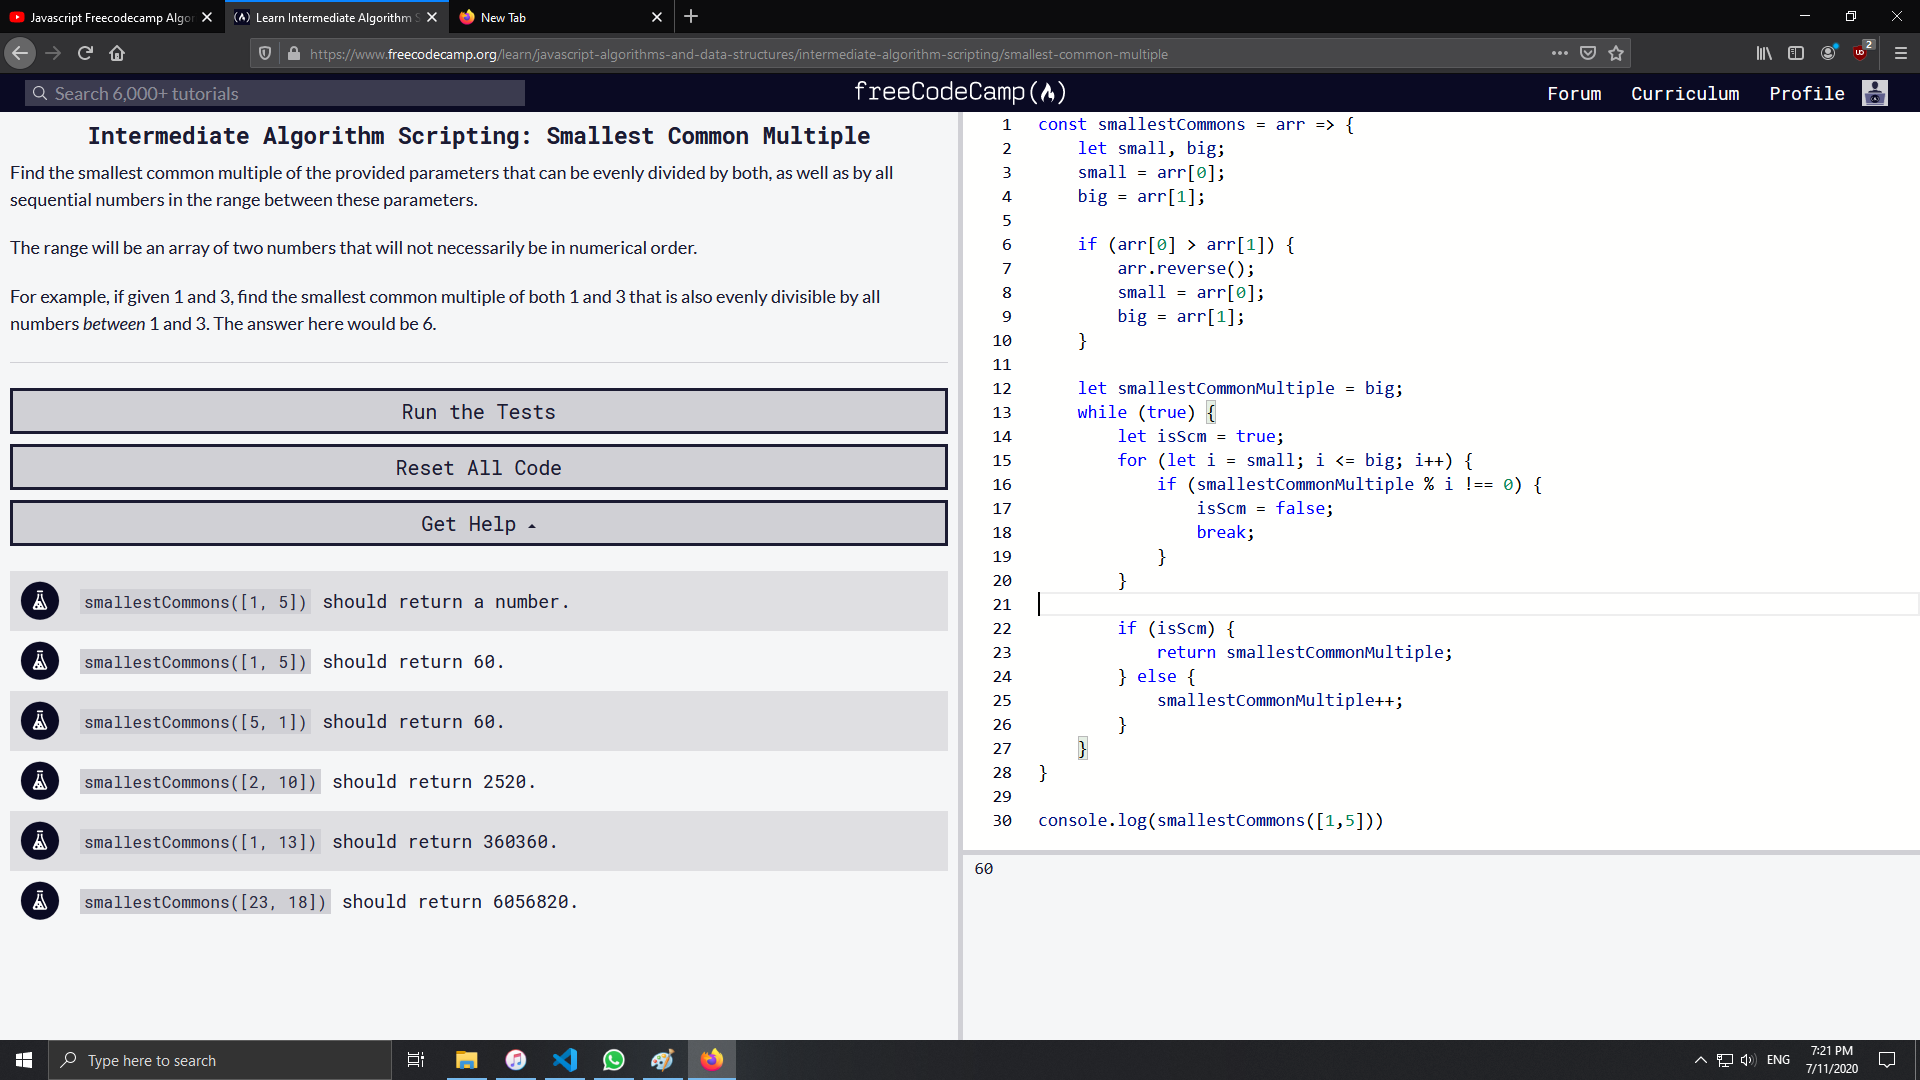 Javascript Freecodecamp Algor
Learn Intermediate Algorithm S
New Tab
https://www.freecodecamp.org/learn/javascript-algorithms-and-data-structures/intermediate-algorithm-scripting/smallest-common-multiple
2
Search 6,000+ tutorials
freeCodeCamp
Forum
Curriculum
Profile
Intermediate Algorithm Scripting: Smallest Common Multiple
Find the smallest common multiple of the provided parameters that can be evenly divided by both, as well as by all
sequential numbers in the range between these parameters.
The range will be an array of two numbers that will not necessarily be in numerical order.
For example, if given 1 and 3, find the smallest common multiple of both 1 and 3 that is also evenly divisible by all
numbers between 1 and 3. The answer here would be 6.
Run the Tests
Reset All Code
Get Help
smallestCommons([1, 5]) should return a number.
smallestCommons([1, 5]) should return 60.
smallestCommons([5, 1]) should return 60.
smallestCommons([2, 10]) should return 2520.
smallestCommons([1, 13]) should return 360360.
smallestCommons([23, 18]) should return 6056820.
1 const smallestCommons = arr => {
2 let small, big;
3 small = arr[0];
4 big = arr[1];
5
6 if (arr[0] > arr[1]) {
7 arr.reverse();
8 small = arr[0];
9 big = arr[1];
10 }
11
12 let smallestCommonMultiple = big;
13 while (true) {
14 let isScm = true;
15 for (let i = small; i <= big; i++) {
16 if (smallestCommonMultiple % i !== 0) {
17 isScm = false;
18 break;
19 }
20 }
21
22 if (isScm) {
23 return smallestCommonMultiple;
24 } else {
25 smallestCommonMultiple++;
26 }
27 }
28 }
29
30 console.log(smallestCommons([1,5]))
60
Type here to search
ENG
7:21 PM
7/11/2020